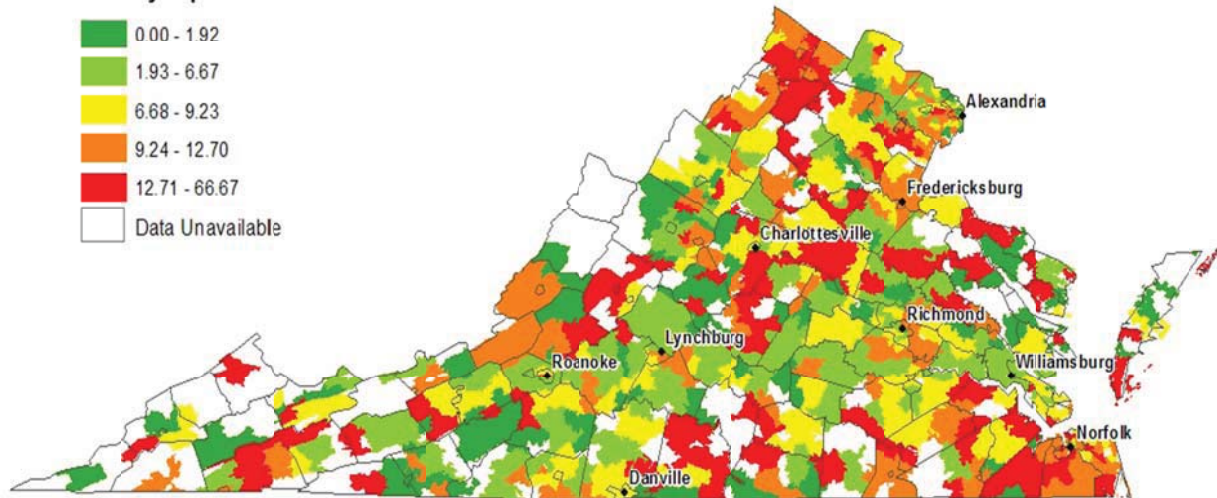 0.00 - 1.92
1.93 - 6.67
6.68 - 9.23
9.24 - 12.70
12.71 - 66.67
Data Unavailable
Alexandria
Fredericksburg
Charlottesville
Richmond
Lynchburg
Roanoke
Williamsburg
Norfolk
Danville